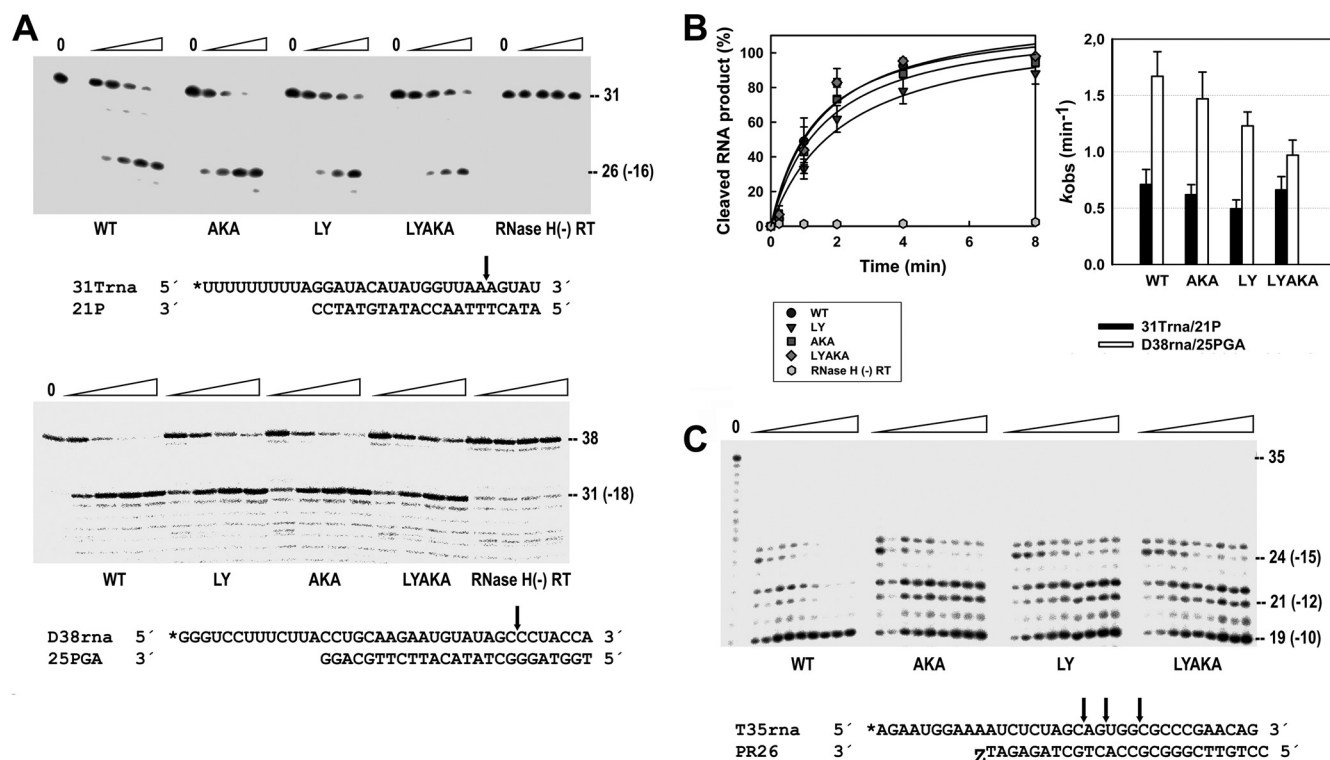 A
0 0 0 0 0
-- 31
26 (-16)
WT AKA LY LYAKA RNase H(-) RT
31Trna 5´ *UUUUUUUUUUAGGAUACAUAUGGUUAAAGUAU 3´
21P 3´ CCTATGTATACCAATTTCATA 5´
0
-- 38
31 (-18)
WT LY AKA LYAKA RNase H(-) RT
D38rna 5´ *GGGUCCUUUCUUACCUGCAAGAAUGUAUAGCCCUACCA 3´
25PGA 3´ GGACGTTCTTACATATCGGGATGGT 5´
B
Cleaved RNA product (%)
100
80
60
40
20
0
0 2 4 6 8
Time (min)
WT
LY
AKA
LYAKA
RNase H (-) RT
kobs (min-1)
2,0
1.5
1.0
0.5
0.0
WT AKA LY LYAKA
31Trna/21P
D38rna/25PGA
C
0
-- 35
24 (-15)
21 (-12)
19 (-10)
WT AKA LY LYAKA
T35rna 5´ *AGAAUGGAAAAUCUCUAGCAGUGGCGCCCGAACAG 3´
PR26 3´ ZTAGAGATCGTCACCGCGGGCTTGTCC 5´